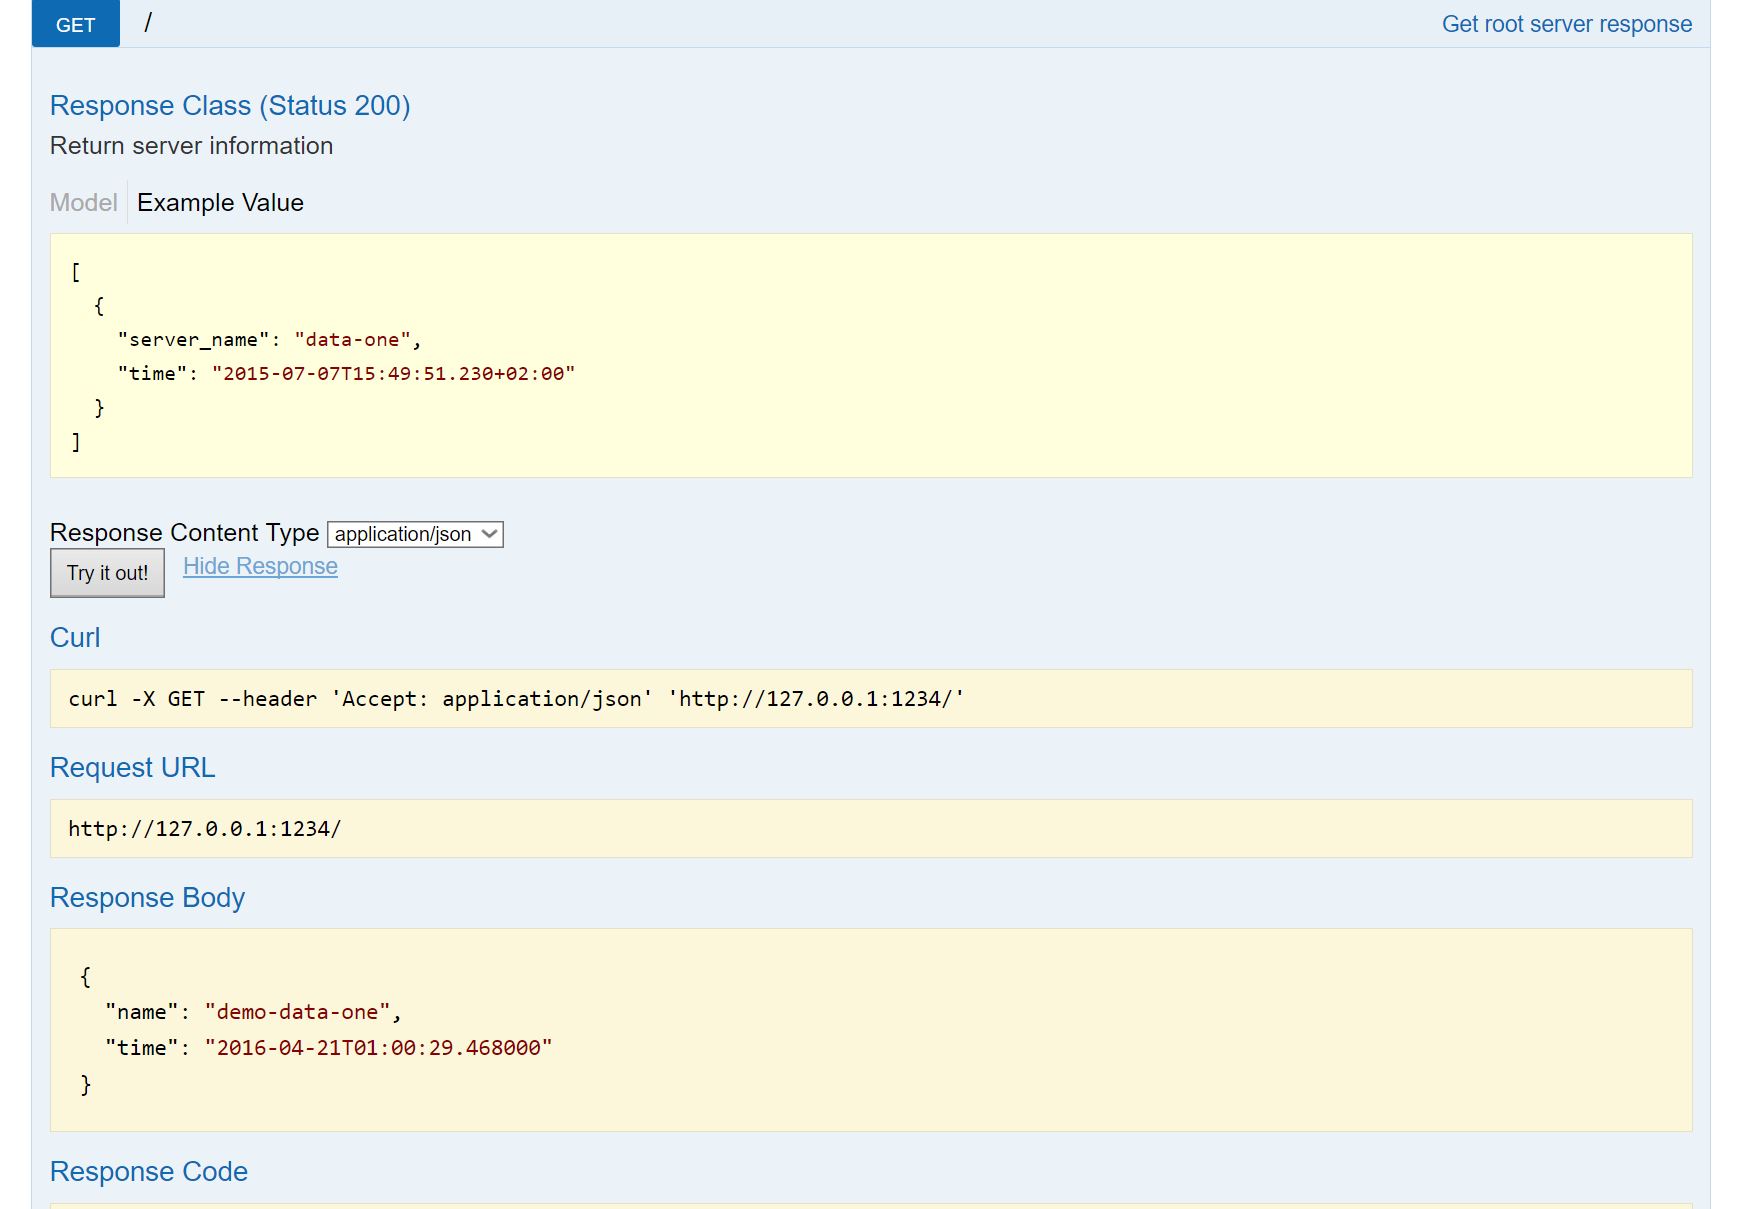 GET / Get root server response
Response Class (Status 200)
Return server information
Model Example Value
[
  {
    "server_name": "data-one",
    "time": "2015-07-07T15:49:51.230+02:00"
  }
]
Response Content Type application/json
Try it out! Hide Response
Curl
curl -X GET --header 'Accept: application/json' 'http://127.0.0.1:1234/'
Request URL
http://127.0.0.1:1234/
Response Body
{
  "name": "demo-data-one",
  "time": "2016-04-21T01:00:29.468000"
}
Response Code